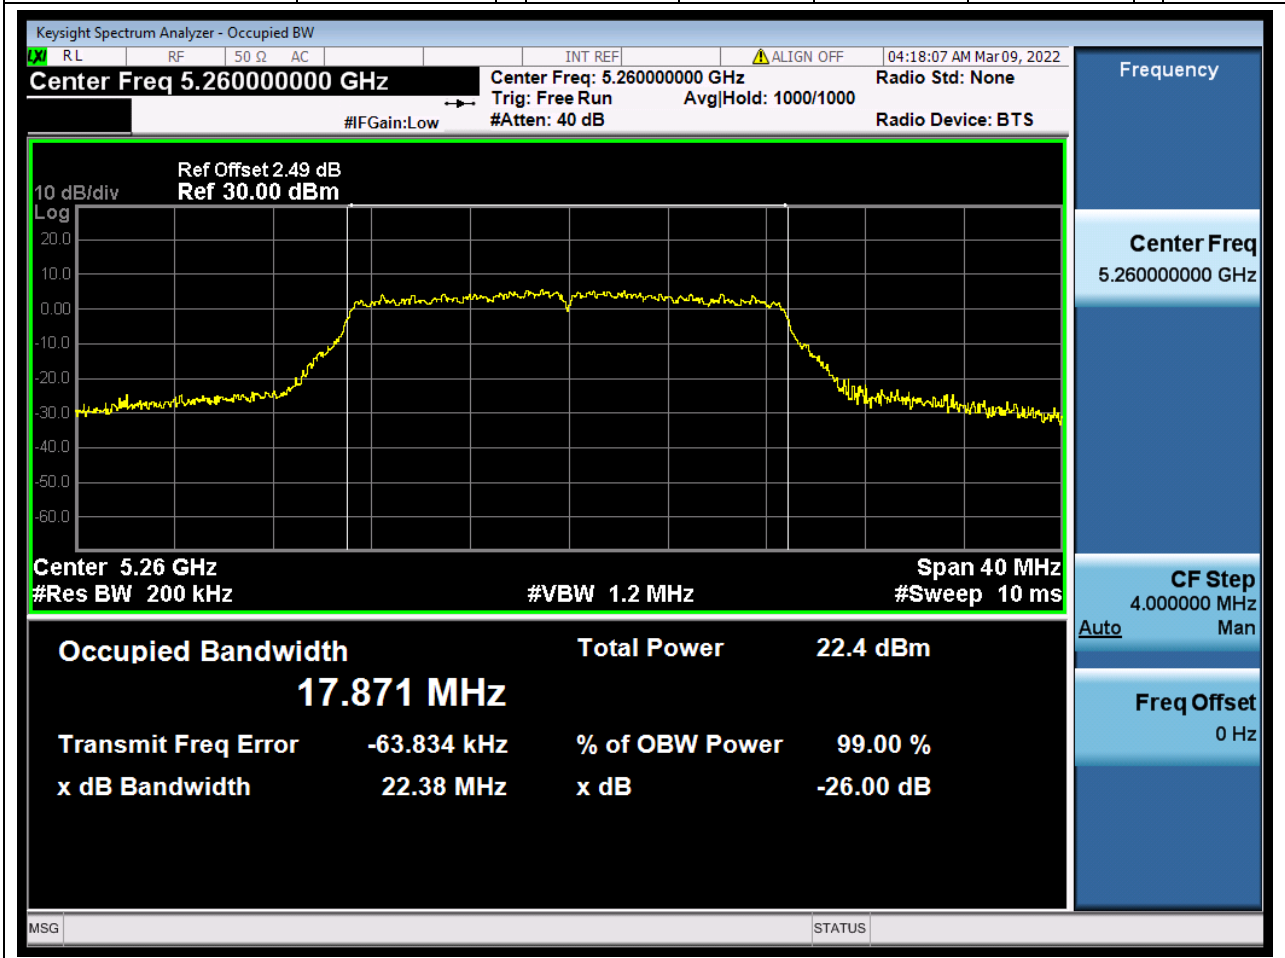 Keysight Spectrum Analyzer - Occupied BW
LXI RL RF 50 Ω AC INT REF ALIGN OFF 04:18:07 AM Mar 09, 2022
Center Freq 5.260000000 GHz
Center Freq: 5.260000000 GHz
Radio Std: None
Trig: Free Run Avg|Hold: 1000/1000
#IFGain:Low #Atten: 40 dB
Radio Device: BTS
Ref Offset 2.49 dB
10 dB/div Ref 30.00 dBm
Log
20.0
10.0
0.00
-10.0
-20.0
-30.0
-40.0
-50.0
-60.0
Center 5.26 GHz Span 40 MHz
#Res BW 200 kHz #VBW 1.2 MHz #Sweep 10 ms
Occupied Bandwidth Total Power 22.4 dBm
17.871 MHz
Transmit Freq Error -63.834 kHz % of OBW Power 99.00 %
x dB Bandwidth 22.38 MHz x dB -26.00 dB
Frequency
Center Freq
5.260000000 GHz
CF Step
4.000000 MHz
Auto Man
Freq Offset
0 Hz
MSG STATUS